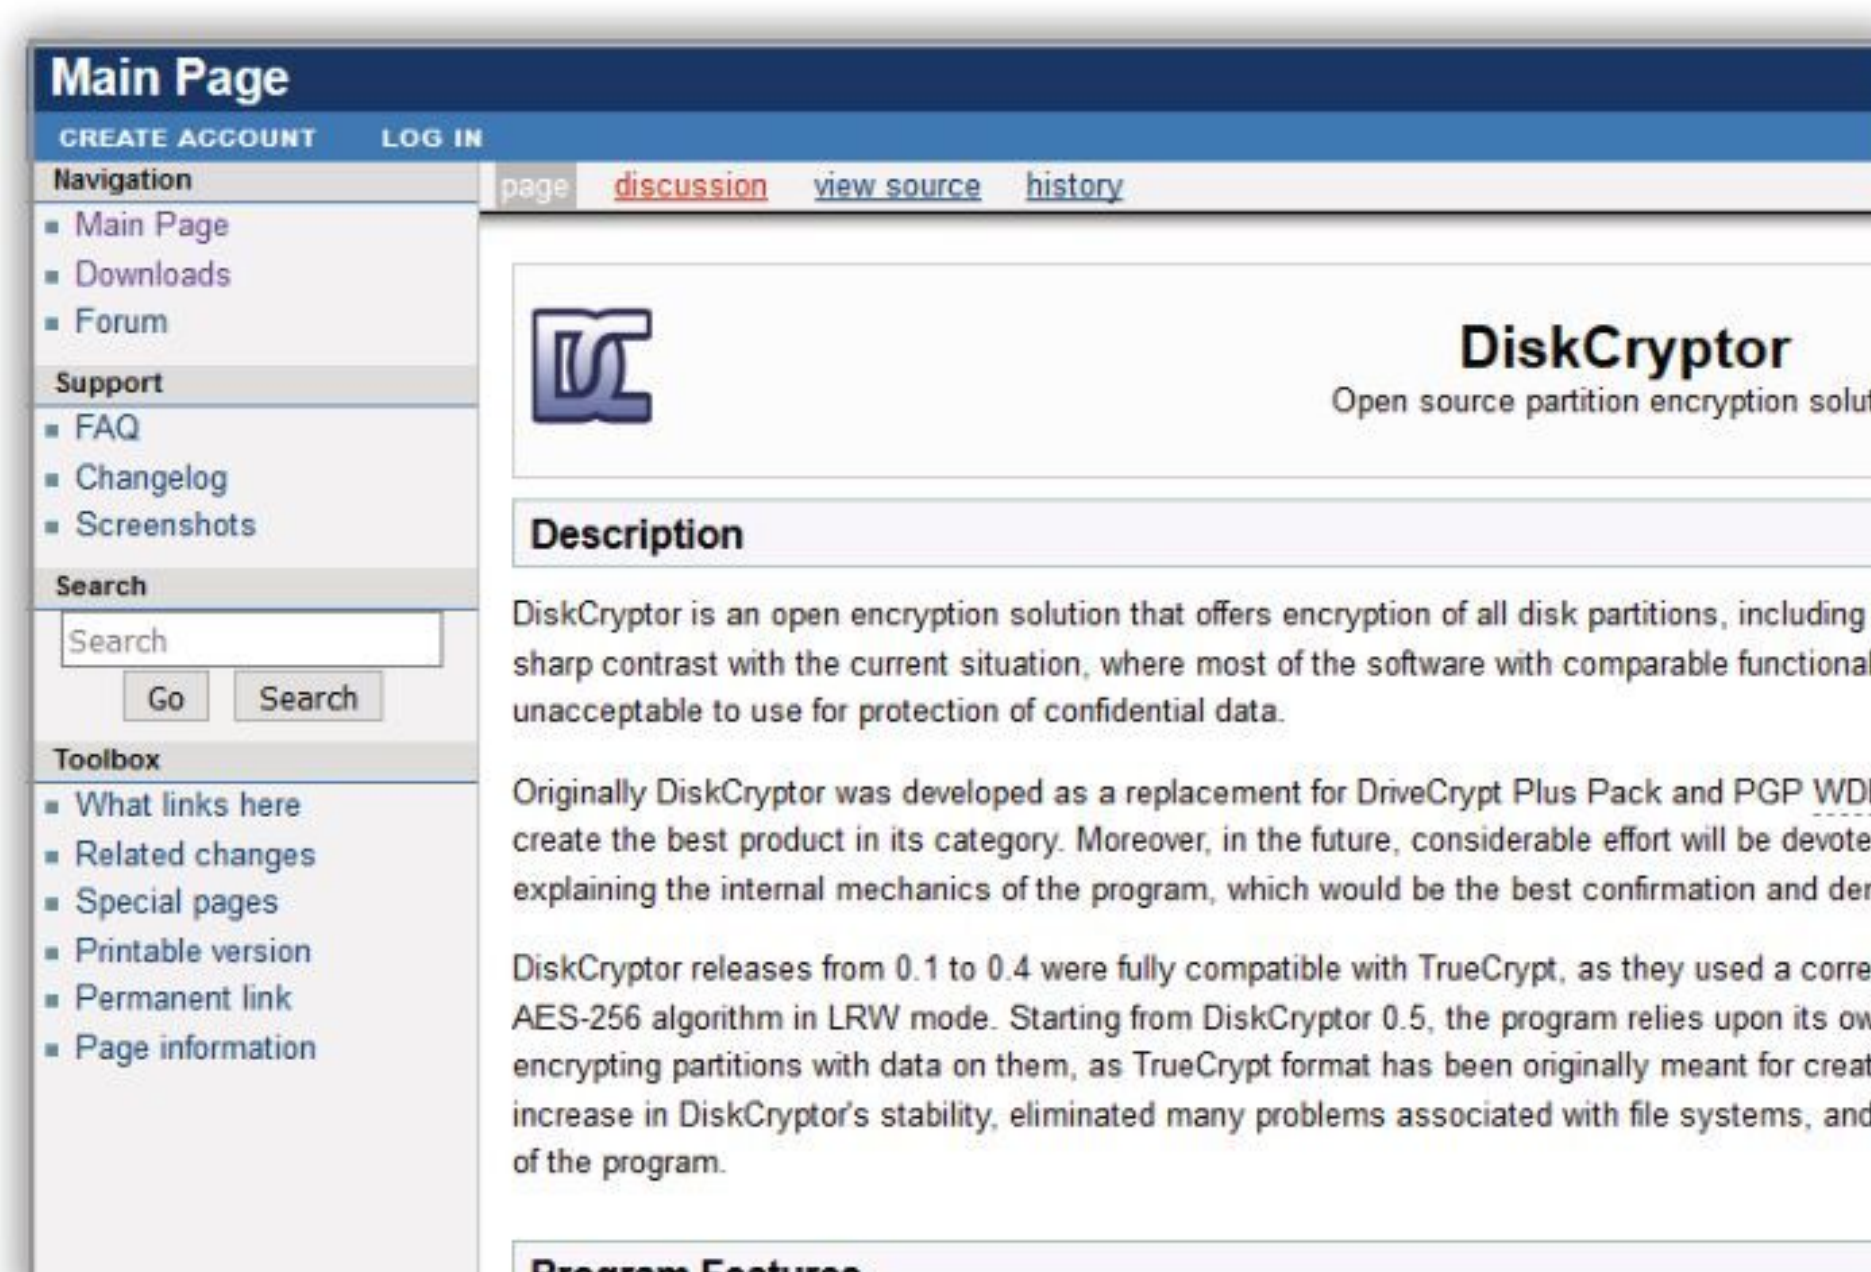 Main Page
CREATE ACCOUNT LOG IN
Navigation
Main Page
Downloads
Forum
Support
FAQ
Changelog
Screenshots
Search
Search
Go Search
Toolbox
What links here
Related changes
Special pages
Printable version
Permanent link
Page information
page discussion view source history
DC
DiskCryptor
Open source partition encryption
Description
DiskCryptor is an open encryption solution that offers encryption of all disk partitions, including
sharp contrast with the current situation, where most of the software with comparable
unacceptable to use for protection of confidential data.
Originally DiskCryptor was developed as a replacement for DriveCrypt Plus Pack and PGP
create the best product in its category. Moreover, in the future, considerable effort will be
explaining the internal mechanics of the program, which would be the best confirmation and
DiskCryptor releases from 0.1 to 0.4 were fully compatible with TrueCrypt, as they used a
AES-256 algorithm in LRW mode. Starting from DiskCryptor 0.5, the program relies upon its
encrypting partitions with data on them, as TrueCrypt format has been originally meant for
increase in DiskCryptor's stability, eliminated many problems associated with file systems, and
of the program.
Program Features